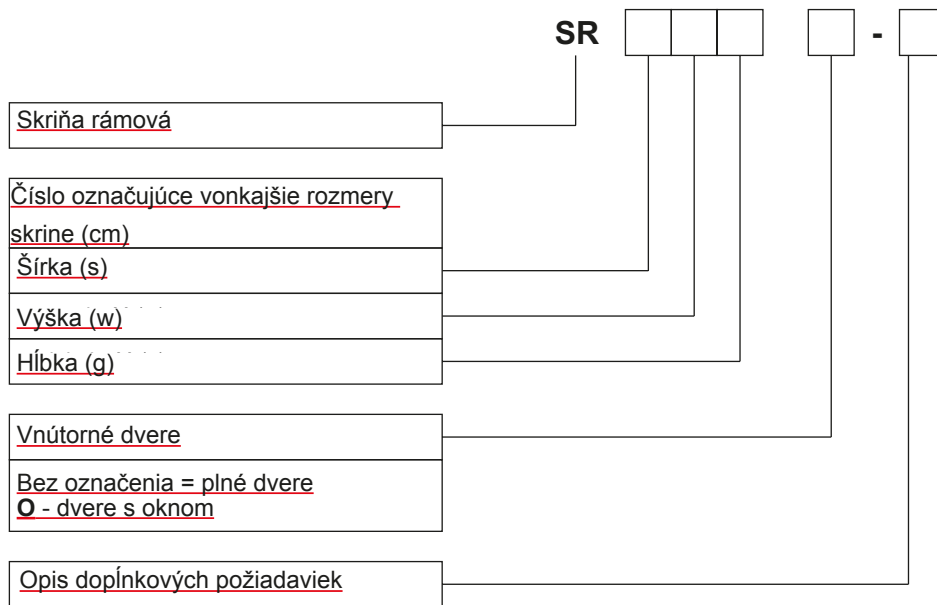 SR -
Skriňa rámová
Číslo označujúce vonkajšie rozmery
skrine (cm)
Šírka (s)
Výška (w)
Hĺbka (g)
Vnútorné dvere
Bez označenia = plné dvere
O - dvere s oknom
Opis dopĺnkových požiadaviek